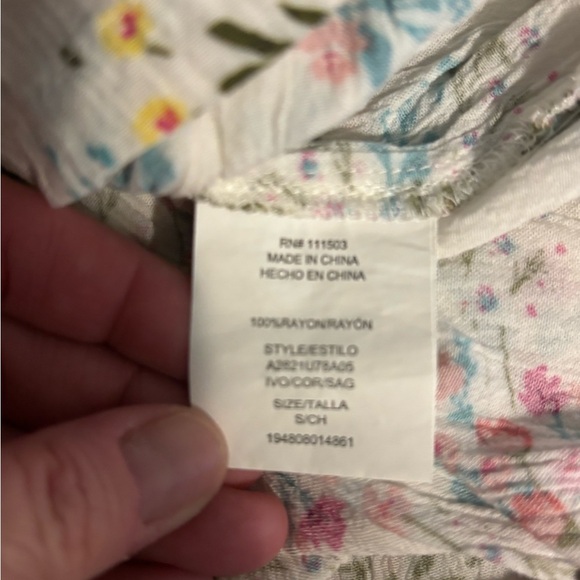 RN# 111503
MADE IN CHINA
HECHO EN CHINA
100%RAYON/RAYÓN
STYLE/ESTILO
A2621U78A05
IVO/COR/SAG
SIZE/TALLA
S/CH
194808014861